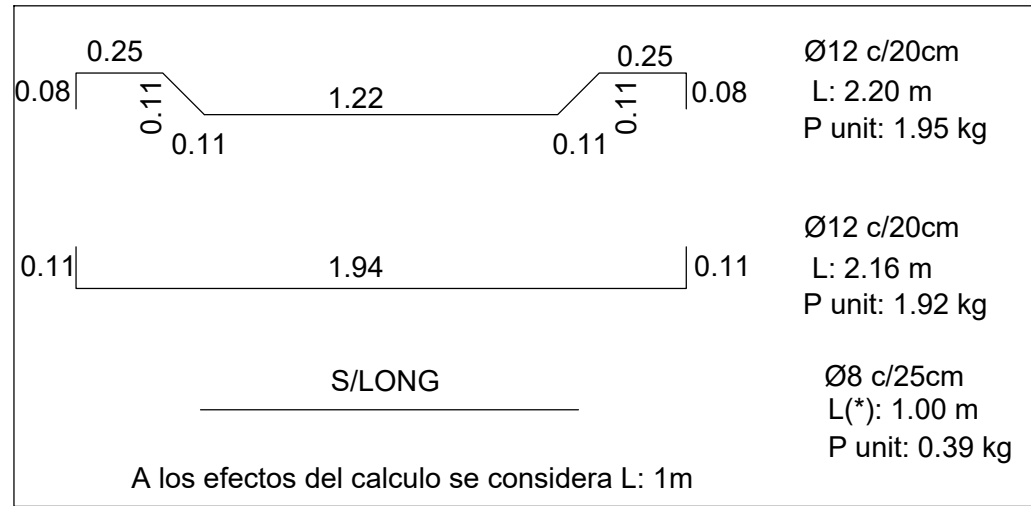 0.25
0.25
Ø12 c/20cm
0.08
0.11
1.22
0.11
0.08
L: 2.20 m
0.11
0.11
P unit: 1.95 kg
Ø12 c/20cm
0.11
1.94
0.11
L: 2.16 m
P unit: 1.92 kg
S/LONG
Ø8 c/25cm
L(*): 1.00 m
P unit: 0.39 kg
A los efectos del calculo se considera L: 1m